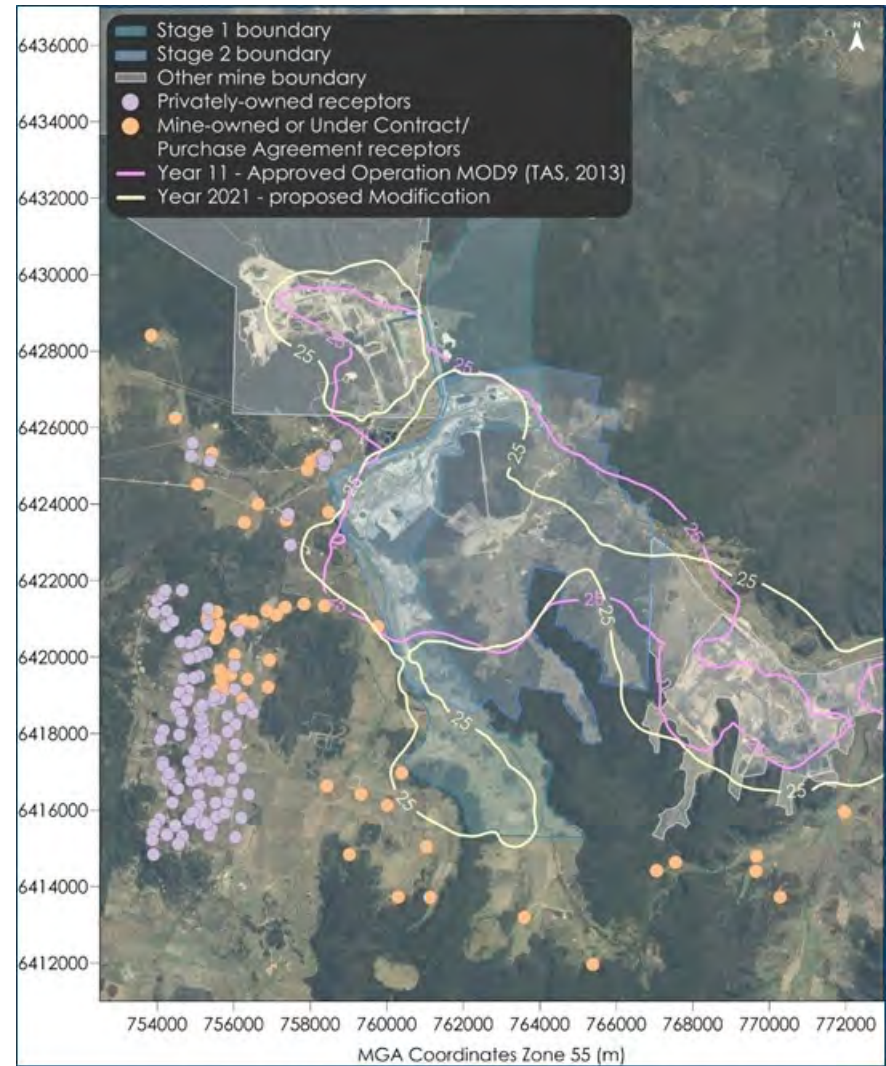 Stage 1 boundary
Stage 2 boundary
Other mine boundary
Privately-owned receptors
Mine-owned or Under Contract/
Purchase Agreement receptors
Year 11 - Approved Operation MOD9 (TAS, 2013)
Year 2021 - proposed Modification
N
6436000
6434000
6432000
6430000
6428000
6426000
6424000
6422000
6420000
6418000
6416000
6414000
6412000
25
25
25
25
25
25
25
25
25
25
25
25
754000 756000 758000 760000 762000 764000 766000 768000 770000 772000
MGA Coordinates Zone 55 (m)